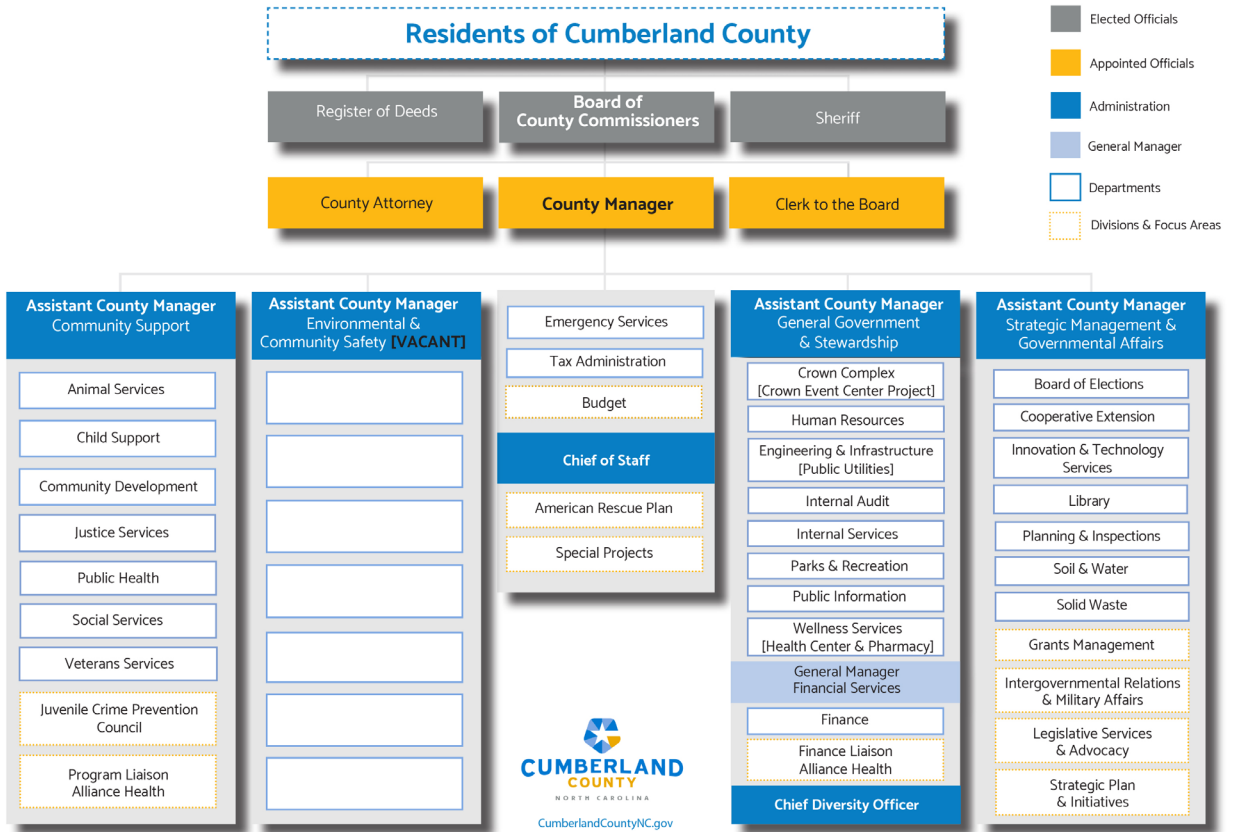 Residents of Cumberland County
Elected Officials
Appointed Officials
Administration
General Manager
Departments
Divisions & Focus Areas
Register of Deeds
Board of
County Commissioners
Sheriff
County Attorney
County Manager
Clerk to the Board
Assistant County Manager
Community Support
Animal Services
Child Support
Community Development
Justice Services
Public Health
Social Services
Veterans Services
Juvenile Crime Prevention
Council
Program Liaison
Alliance Health
Assistant County Manager
Environmental &
Community Safety [VACANT]
Emergency Services
Tax Administration
Budget
Chief of Staff
American Rescue Plan
Special Projects
CUMBERLAND
COUNTY
NORTH CAROLINA
CumberlandCountyNC.gov
Assistant County Manager
General Government
& Stewardship
Crown Complex
[Crown Event Center Project]
Human Resources
Engineering & Infrastructure
[Public Utilities]
Internal Audit
Internal Services
Parks & Recreation
Public Information
Wellness Services
[Health Center & Pharmacy]
General Manager
Financial Services
Finance
Finance Liaison
Alliance Health
Chief Diversity Officer
Assistant County Manager
Strategic Management &
Governmental Affairs
Board of Elections
Cooperative Extension
Innovation & Technology
Services
Library
Planning & Inspections
Soil & Water
Solid Waste
Grants Management
Intergovernmental Relations
& Military Affairs
Legislative Services
& Advocacy
Strategic Plan
& Initiatives